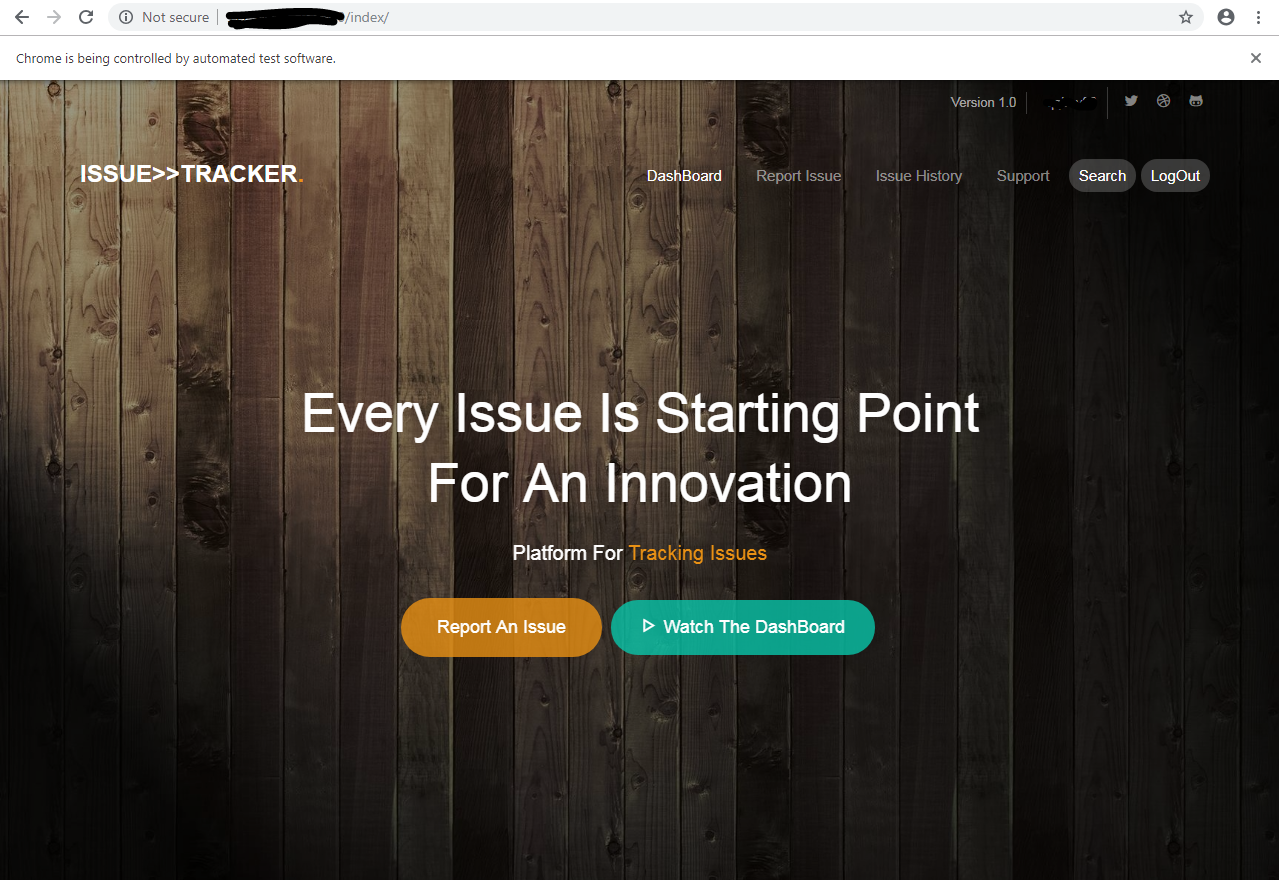 Not secure /index/
Chrome is being controlled by automated test software.
Version 1.0
ISSUE>>TRACKER.
DashBoard Report Issue Issue History Support Search LogOut
Every Issue Is Starting Point
For An Innovation
Platform For Tracking Issues
Report An Issue Watch The DashBoard